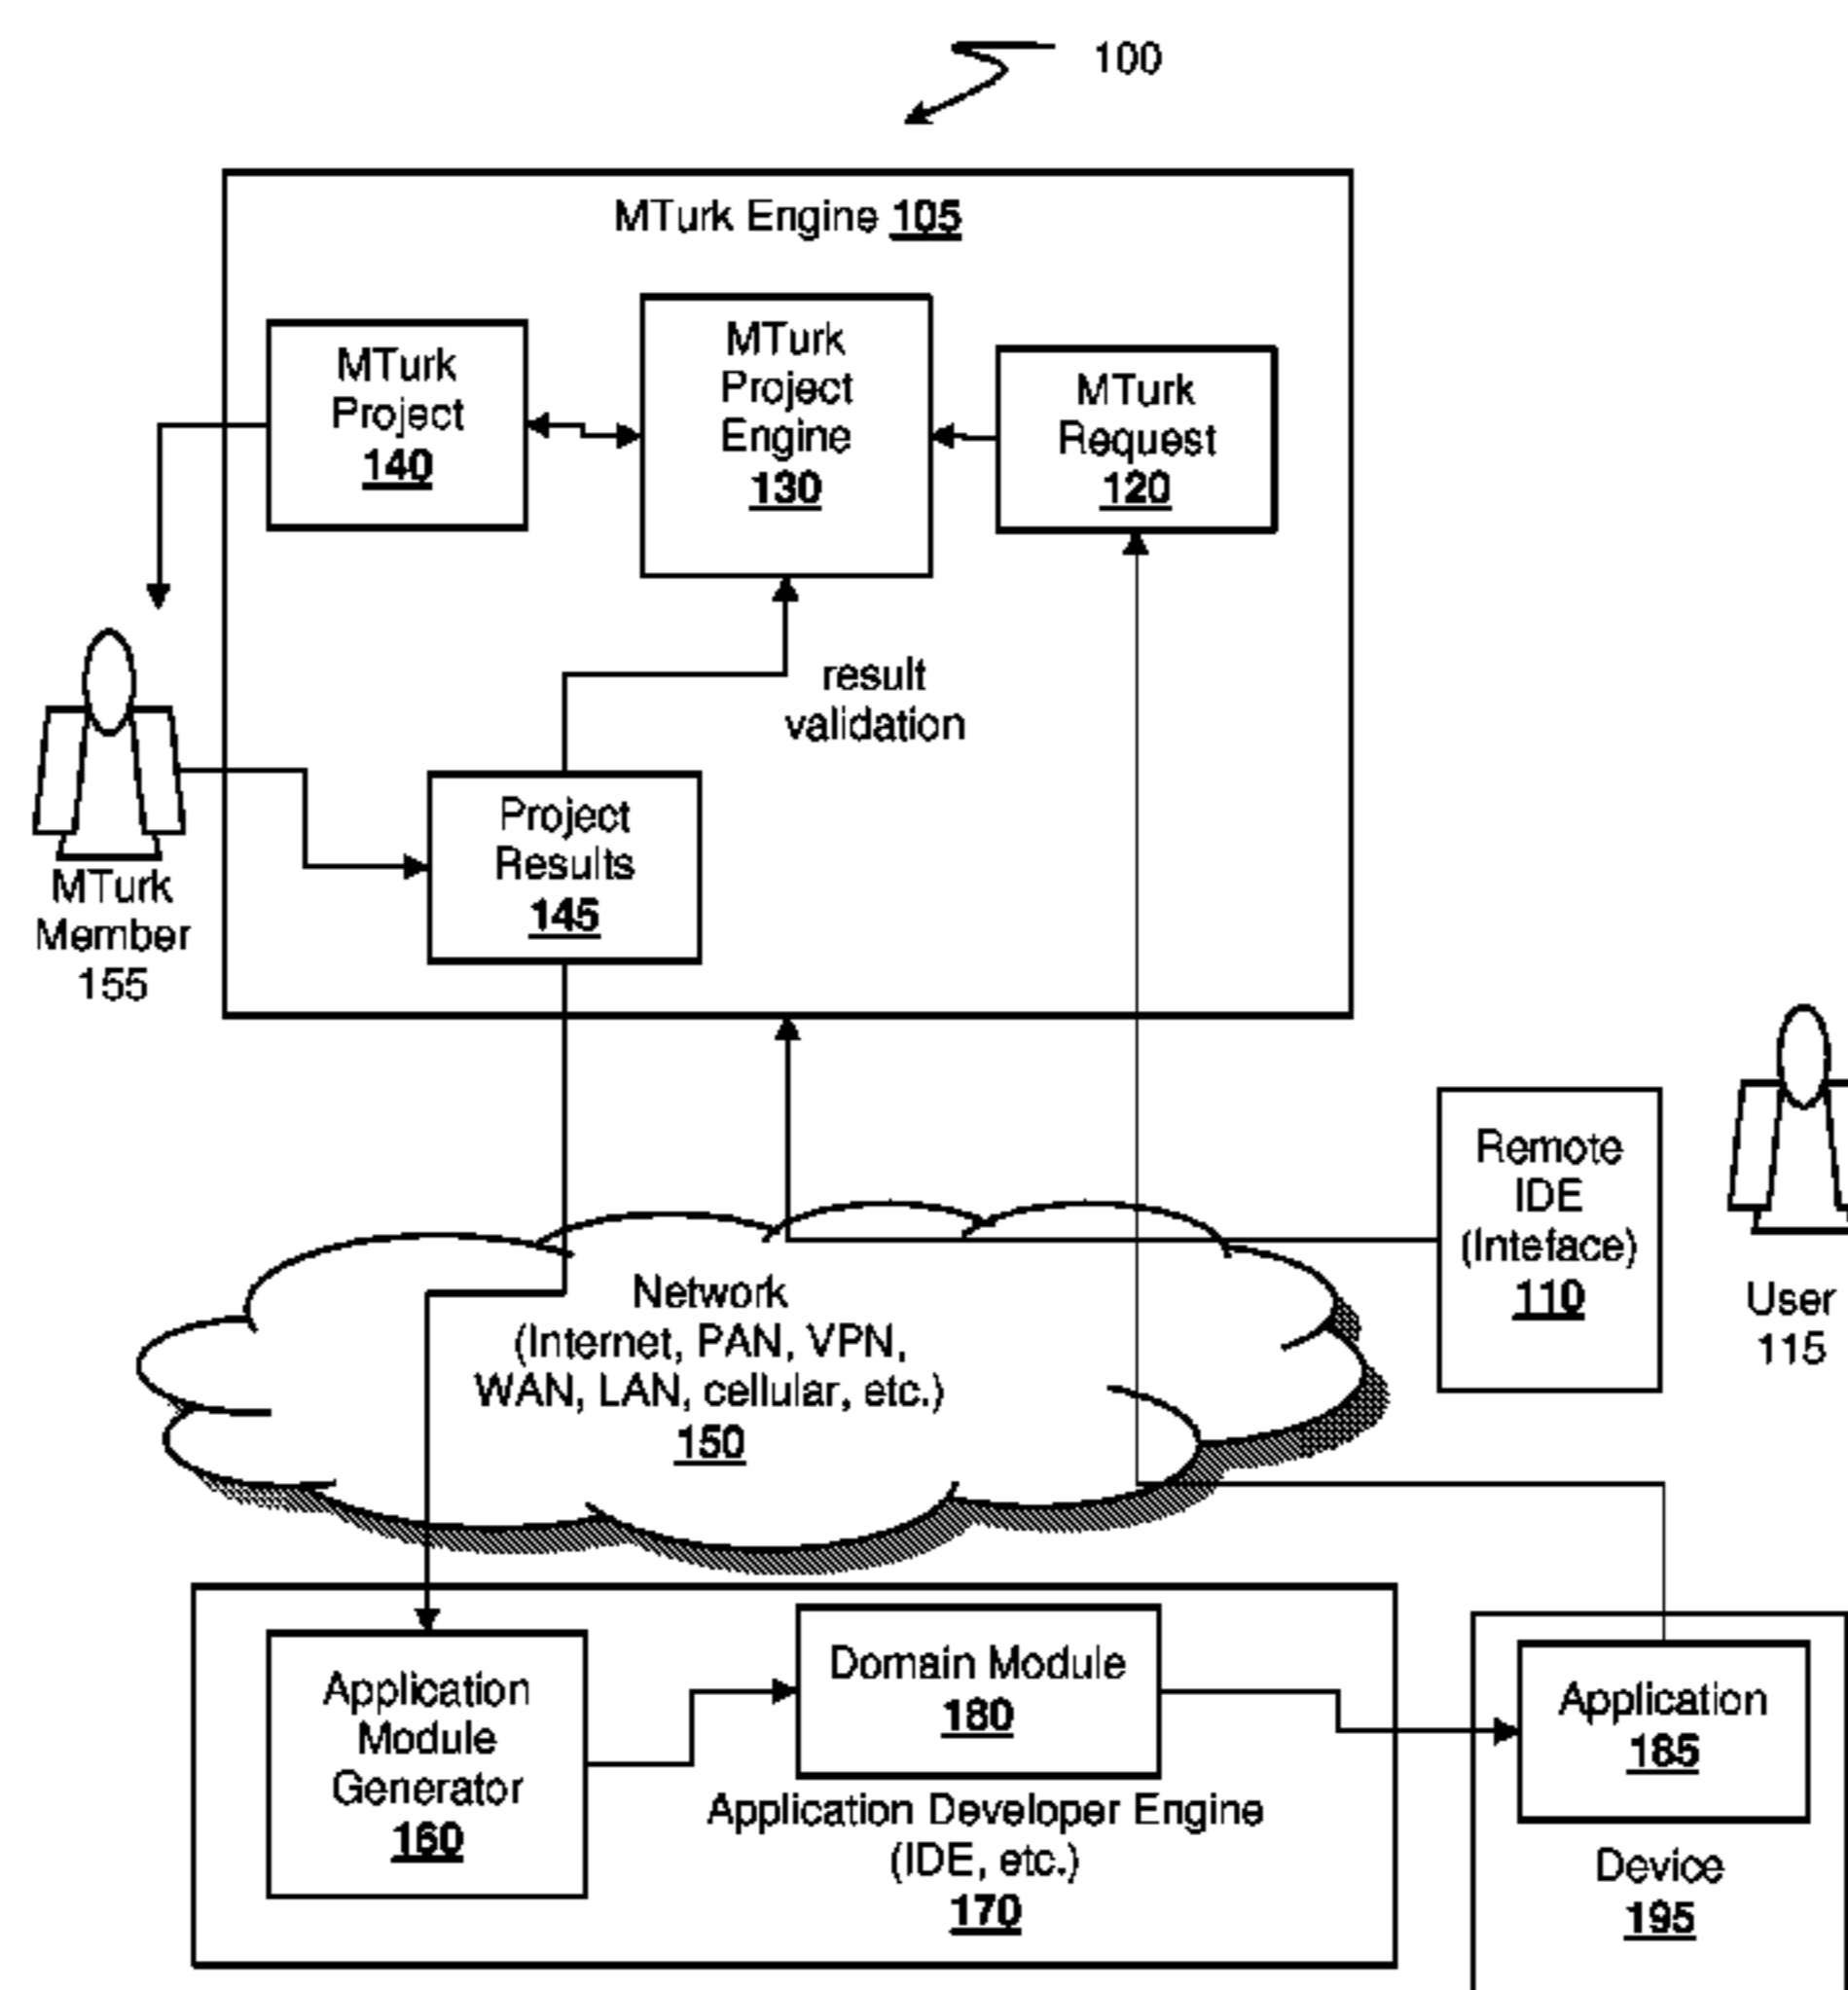 100
MTurk Engine 105
MTurk
Project
140
MTurk
Project
Engine
130
MTurk
Request
120
result
validation
Project
Results
145
MTurk
Member
155
Remote
IDE
(Inteface)
110
User
115
Network
(Internet, PAN, VPN,
WAN, LAN, cellular, etc.)
150
Application
Module
Generator
160
Domain Module
180
Application Developer Engine
(IDE, etc.)
170
Application
185
Device
195